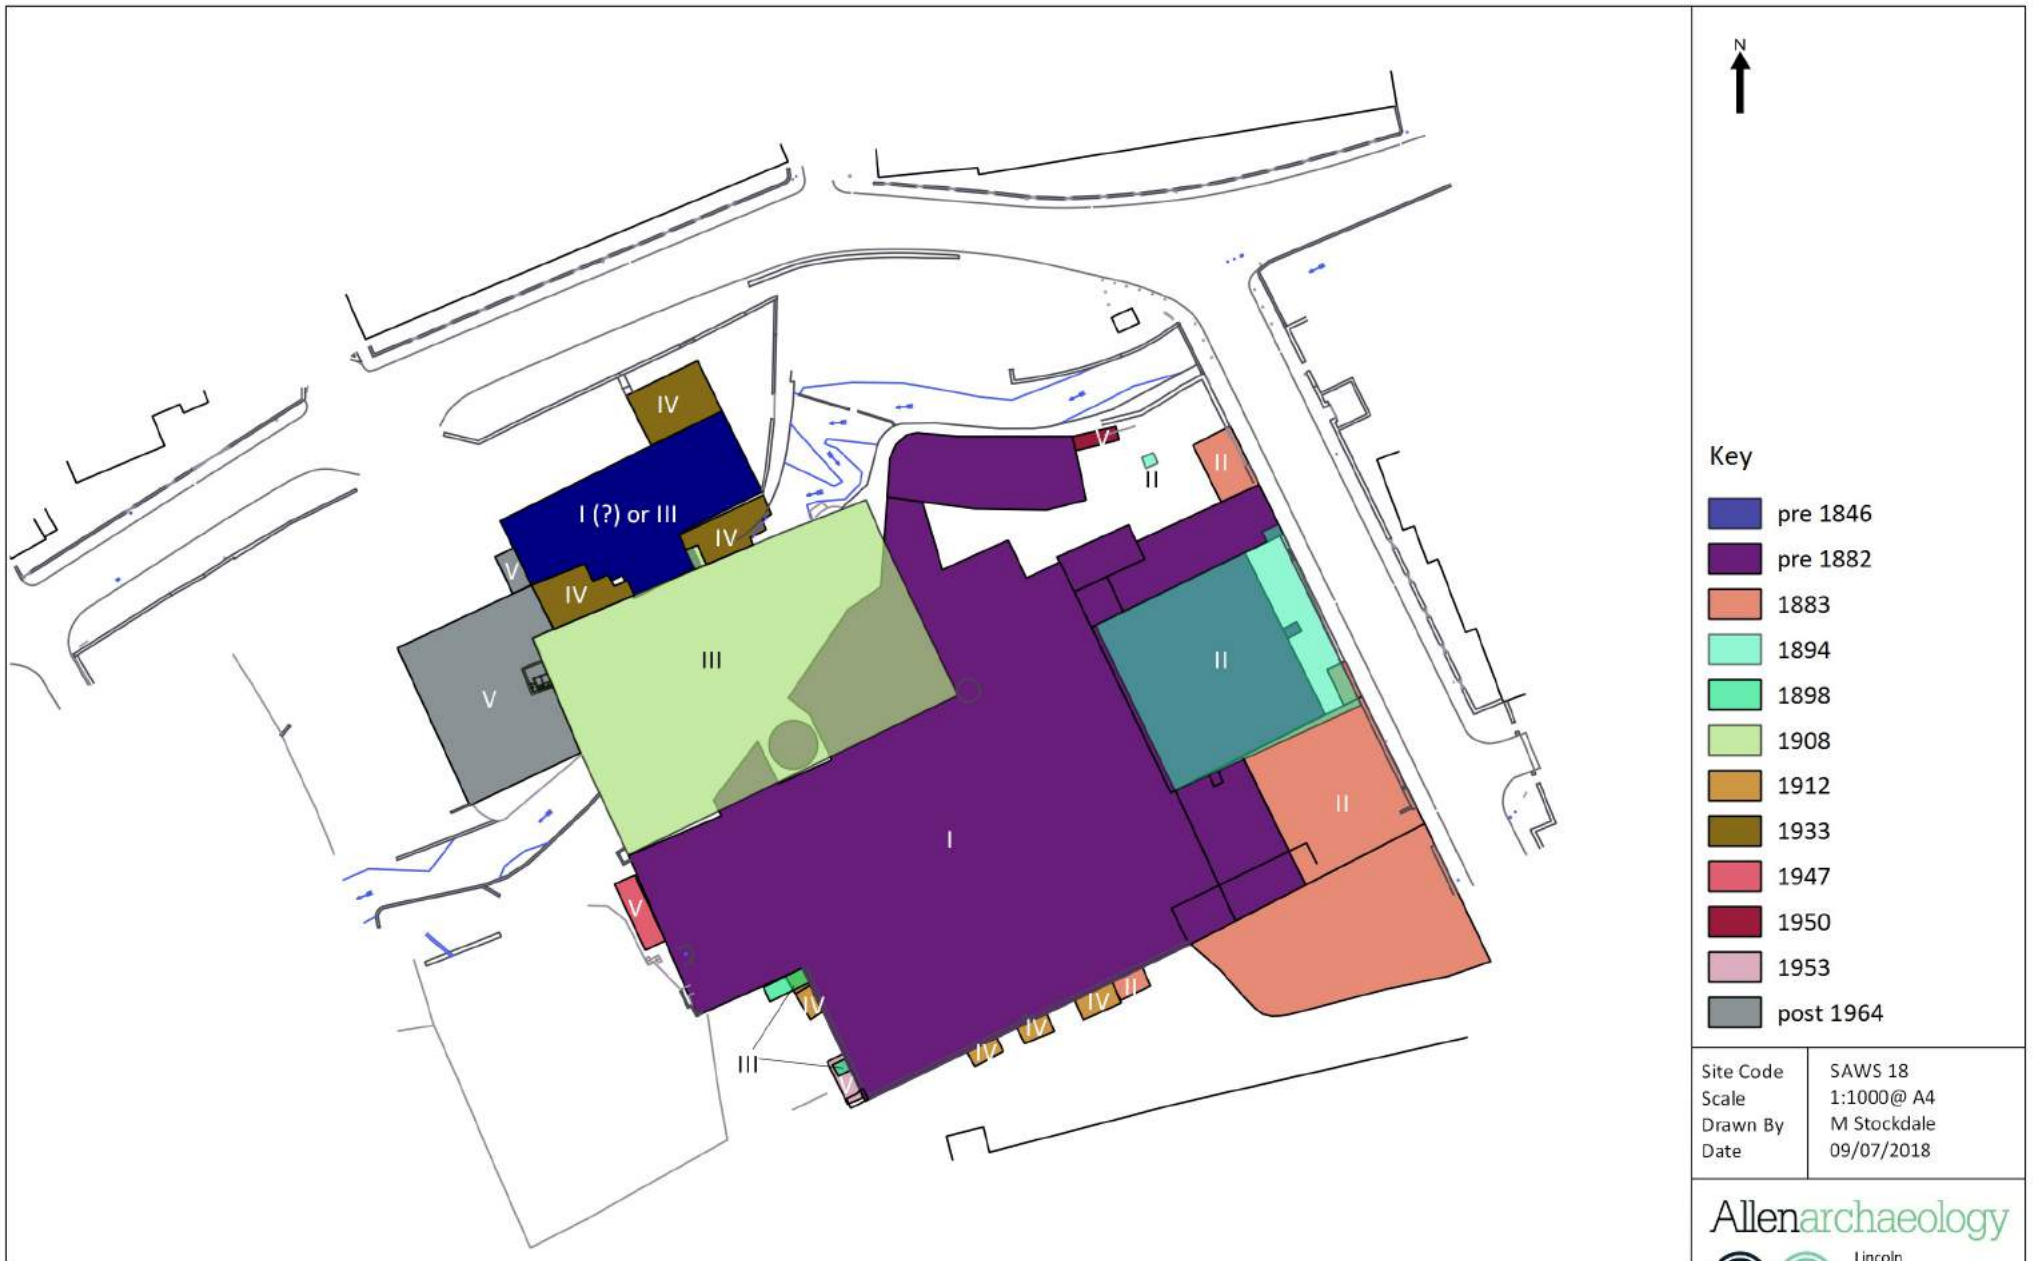 N
IV
I (?) or III
IV
V
IV
V
V
II
II
III
II
V
I
II
V
IV
IV
II
IV
IV
III
V
Key
pre 1846
pre 1882
1883
1894
1898
1908
1912
1933
1947
1950
1953
post 1964
Site Code SAWS 18
Scale 1:1000@ A4
Drawn By M Stockdale
Date 09/07/2018
Allenarchaeology
Lincoln